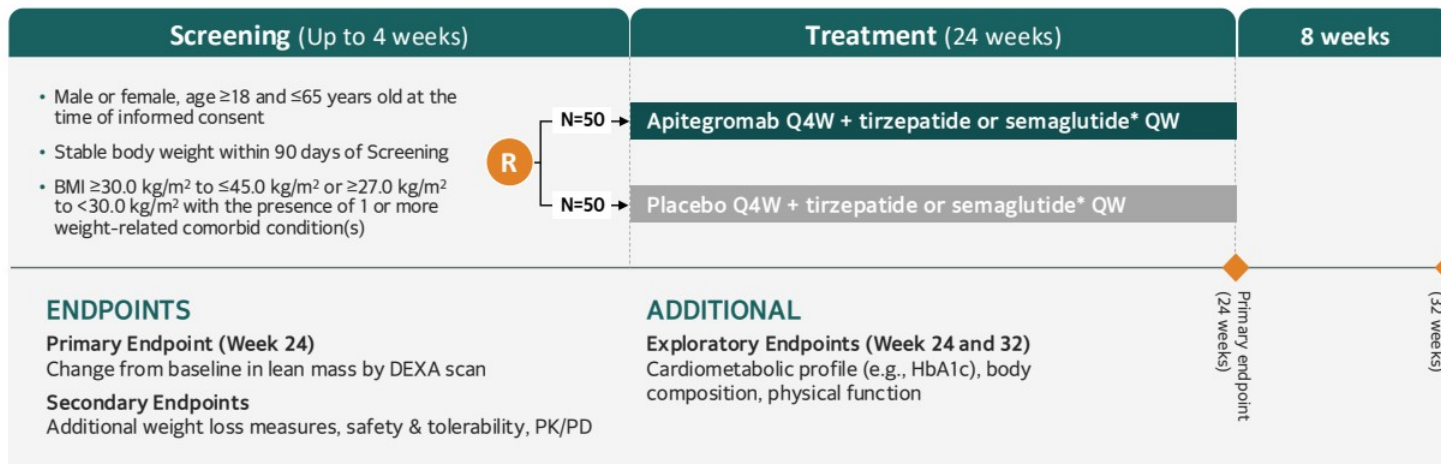 Screening (Up to 4 weeks)
Treatment (24 weeks)
8 weeks
• Male or female, age ≥18 and ≤65 years old at the
time of informed consent
• Stable body weight within 90 days of Screening
• BMI ≥30.0 kg/m² to ≤45.0 kg/m² or ≥27.0 kg/m²
to <30.0 kg/m² with the presence of 1 or more
weight-related comorbid condition(s)
R
N=50
Apitegromab Q4W + tirzepatide or semaglutide* QW
N=50
Placebo Q4W + tirzepatide or semaglutide* QW
ENDPOINTS
Primary Endpoint (Week 24)
Change from baseline in lean mass by DEXA scan
Secondary Endpoints
Additional weight loss measures, safety & tolerability, PK/PD
ADDITIONAL
Exploratory Endpoints (Week 24 and 32)
Cardiometabolic profile (e.g., HbA1c), body
composition, physical function
Primary endpoint
(24 weeks)
(32 weeks)